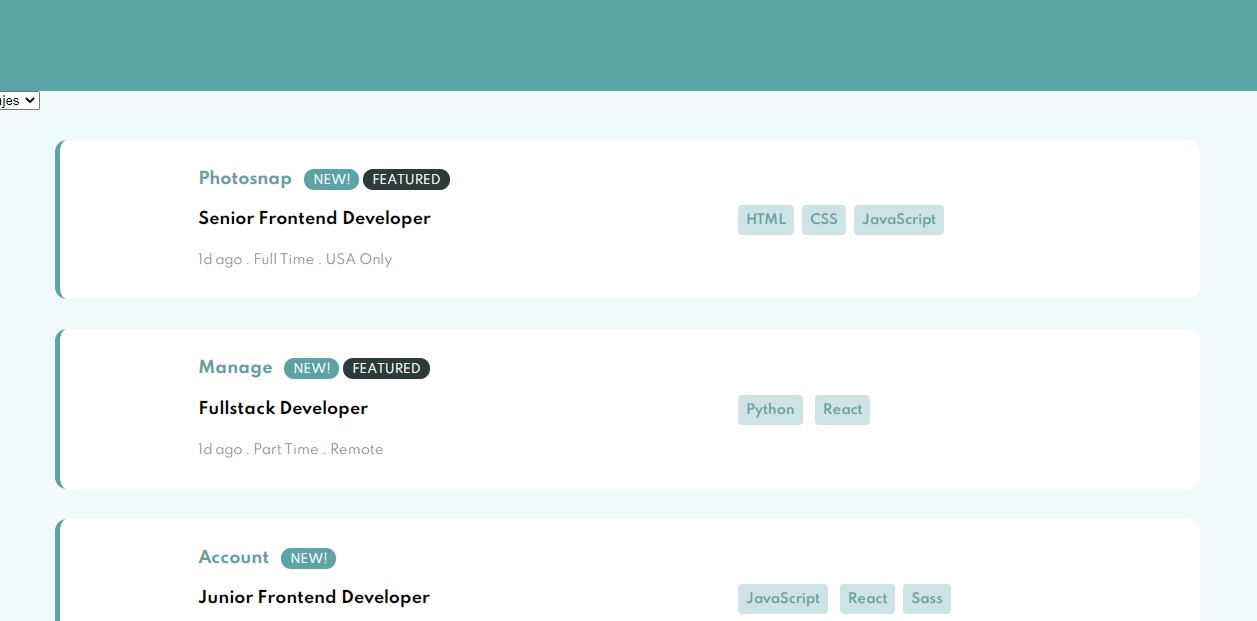 ajes
Photosnap NEW! FEATURED
Senior Frontend Developer
1d ago . Full Time . USA Only
HTML CSS JavaScript
Manage NEW! FEATURED
Fullstack Developer
1d ago . Part Time . Remote
Python React
Account NEW!
Junior Frontend Developer
JavaScript React Sass